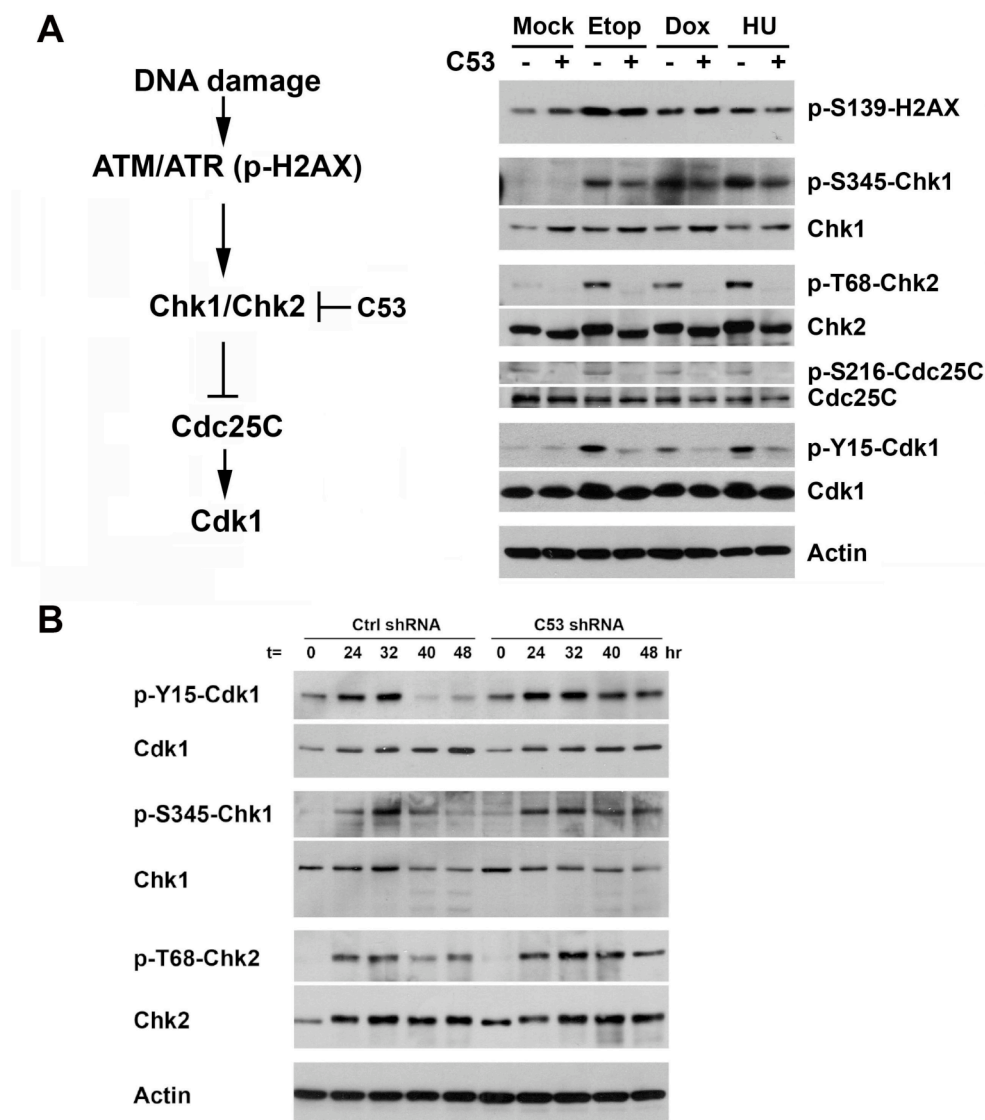 A
DNA damage
ATM/ATR (p-H2AX)
Chk1/Chk2
C53
Cdc25C
Cdk1
Mock Etop Dox HU
C53 - + - + - + - +
p-S139-H2AX
p-S345-Chk1
Chk1
p-T68-Chk2
Chk2
p-S216-Cdc25C
Cdc25C
p-Y15-Cdk1
Cdk1
Actin
B
Ctrl shRNA C53 shRNA
t= 0 24 32 40 48 0 24 32 40 48 hr
p-Y15-Cdk1
Cdk1
p-S345-Chk1
Chk1
p-T68-Chk2
Chk2
Actin